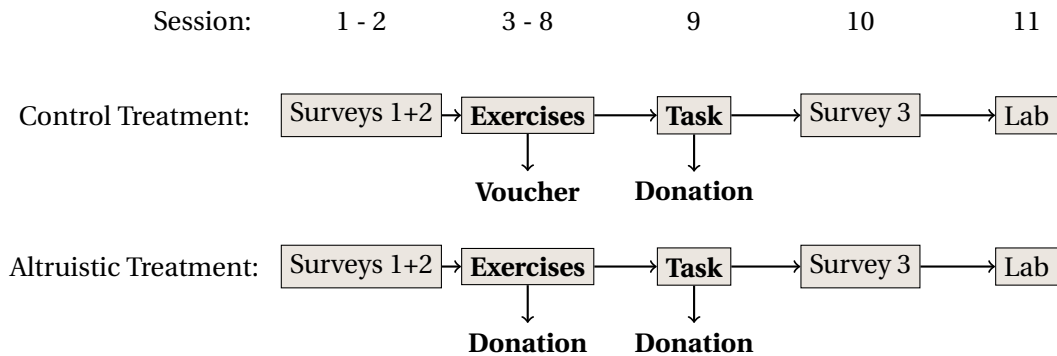 Session: 1 - 2 3 - 8 9 10 11
Control Treatment: Surveys 1+2 Exercises Task Survey 3 Lab
Voucher Donation
Altruistic Treatment: Surveys 1+2 Exercises Task Survey 3 Lab
Donation Donation